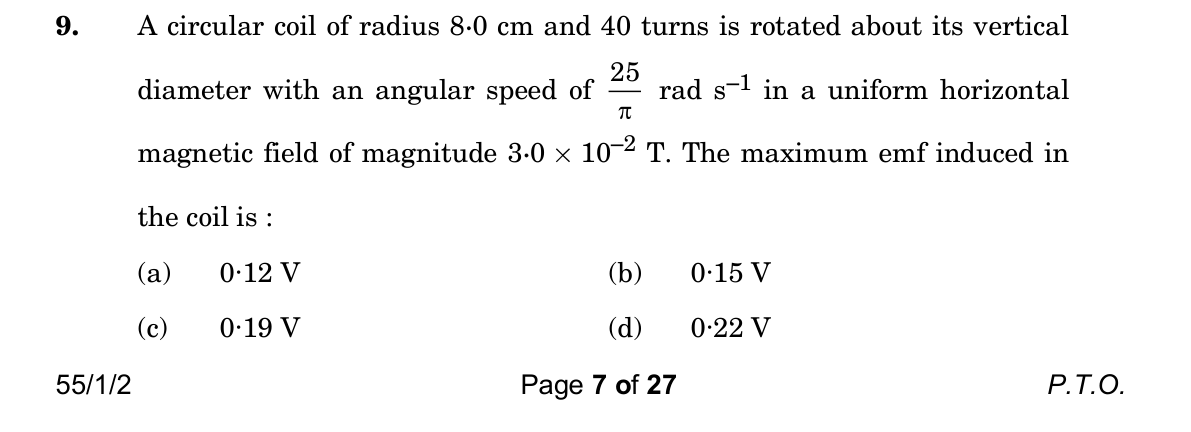 9. A circular coil of radius 8·0 cm and 40 turns is rotated about its vertical
diameter with an angular speed of 25/π rad s⁻¹ in a uniform horizontal
magnetic field of magnitude 3·0 × 10⁻² T. The maximum emf induced in
the coil is :
(a) 0·12 V (b) 0·15 V
(c) 0·19 V (d) 0·22 V
55/1/2 Page 7 of 27 P.T.O.